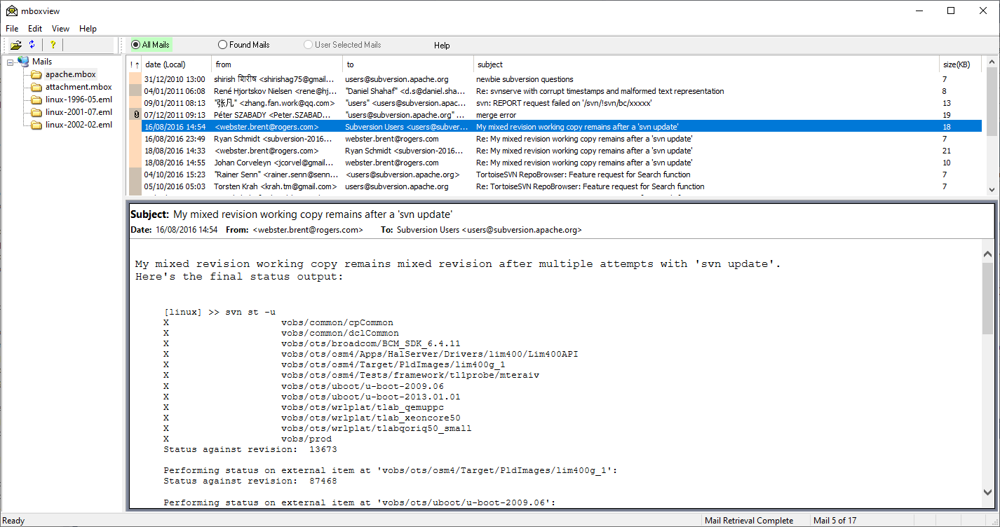 mboxview
File Edit View Help
? All Mails Found Mails User Selected Mails Help
Mails
apache.mbox
attachment.mbox
linux-1996-05.eml
linux-2001-07.eml
linux-2002-02.eml
! ↑ date (Local) from to subject size(KB)
31/12/2010 13:00 shirish शिरीष <shirishag75@gmail... users@subversion.apache.org newbie subversion questions 7
04/01/2011 06:08 René Hjortskov Nielsen <rene@hj... "Daniel Shahaf" <d.s@daniel.sha... Re: svnserve with corrupt timestamps and malformed text representation 8
09/01/2011 08:13 "张凡" <zhang.fan.work@qq.com> "users" <users@subversion.apac... svn: REPORT request failed on '/svn/!svn/bc/xxxxx' 13
07/12/2011 09:13 Péter SZABADY <Peter.SZABAD... "users@subversion.apache.org" ... merge error 19
16/08/2016 14:54 <webster.brent@rogers.com> Subversion Users <users@subver... My mixed revision working copy remains after a 'svn update' 18
16/08/2016 23:49 Ryan Schmidt <subversion-2016... webster.brent@rogers.com Re: My mixed revision working copy remains after a 'svn update' 7
18/08/2016 14:33 <webster.brent@rogers.com> Ryan Schmidt <subversion-2016... Re: My mixed revision working copy remains after a 'svn update' 21
18/08/2016 14:55 Johan Corveleyn <jcorvel@gmail... webster.brent@rogers.com Re: My mixed revision working copy remains after a 'svn update' 10
04/10/2016 15:23 "Rainer Senn" <rainer.senn@senn... <users@subversion.apache.org> TortoiseSVN RepoBrowser: Feature request for Search function 7
05/10/2016 05:03 Torsten Krah <krah.tm@gmail.com> users@subversion.apache.org Re: TortoiseSVN RepoBrowser: Feature request for Search function 7
Subject: My mixed revision working copy remains after a 'svn update'
Date: 16/08/2016 14:54 From: <webster.brent@rogers.com> To: Subversion Users <users@subversion.apache.org>
My mixed revision working copy remains mixed revision after multiple attempts with 'svn update'.
Here's the final status output:
[linux] >> svn st -u
X vobs/common/cpCommon
X vobs/common/dclCommon
X vobs/ots/broadcom/BCM_SDK_6.4.11
X vobs/ots/osm4/Apps/HalServer/Drivers/lim400/Lim400API
X vobs/ots/osm4/Target/PldImages/lim400g_1
X vobs/ots/osm4/Tests/framework/tl1probe/mteraiv
X vobs/ots/uboot/u-boot-2009.06
X vobs/ots/uboot/u-boot-2013.01.01
X vobs/ots/wrlplat/tlab_qemuppc
X vobs/ots/wrlplat/tlab_xeoncore50
X vobs/ots/wrlplat/tlabqoriq50_small
X vobs/prod
Status against revision: 13673
Performing status on external item at 'vobs/ots/osm4/Target/PldImages/lim400g_1':
Status against revision: 87468
Performing status on external item at 'vobs/ots/uboot/u-boot-2009.06':
Ready Mail Retrieval Complete Mail 5 of 17